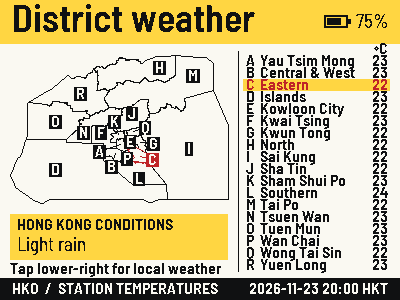 District weather
75%
°C
A Yau Tsim Mong 23
B Central & West 23
C Eastern 22
D Islands 23
E Kowloon City 22
F Kwai Tsing 23
G Kwun Tong 22
H North 22
I Sai Kung 22
J Sha Tin 22
K Sham Shui Po 23
L Southern 24
M Tai Po 22
N Tsuen Wan 23
O Tuen Mun 23
P Wan Chai 23
Q Wong Tai Sin 22
R Yuen Long 23
H
M
R
O
K
J
N
F
Q
E
G
A
P
C
I
B
D
L
HONG KONG CONDITIONS
Light rain
Tap lower-right for local weather
HKO / STATION TEMPERATURES
2026-11-23 20:00 HKT